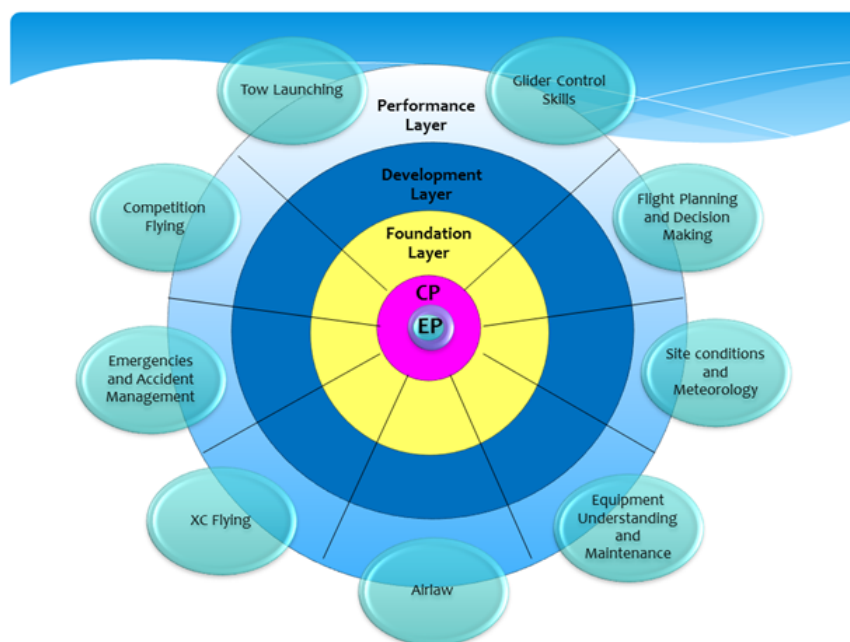 Tow Launching
Glider Control
Skills
Performance
Layer
Development
Layer
Competition
Flying
Flight Planning
and Decision
Making
Foundation
Layer
CP
EP
Emergencies
and Accident
Management
Site conditions
and
Meteorology
XC Flying
Equipment
Understanding
and
Maintenance
Airlaw